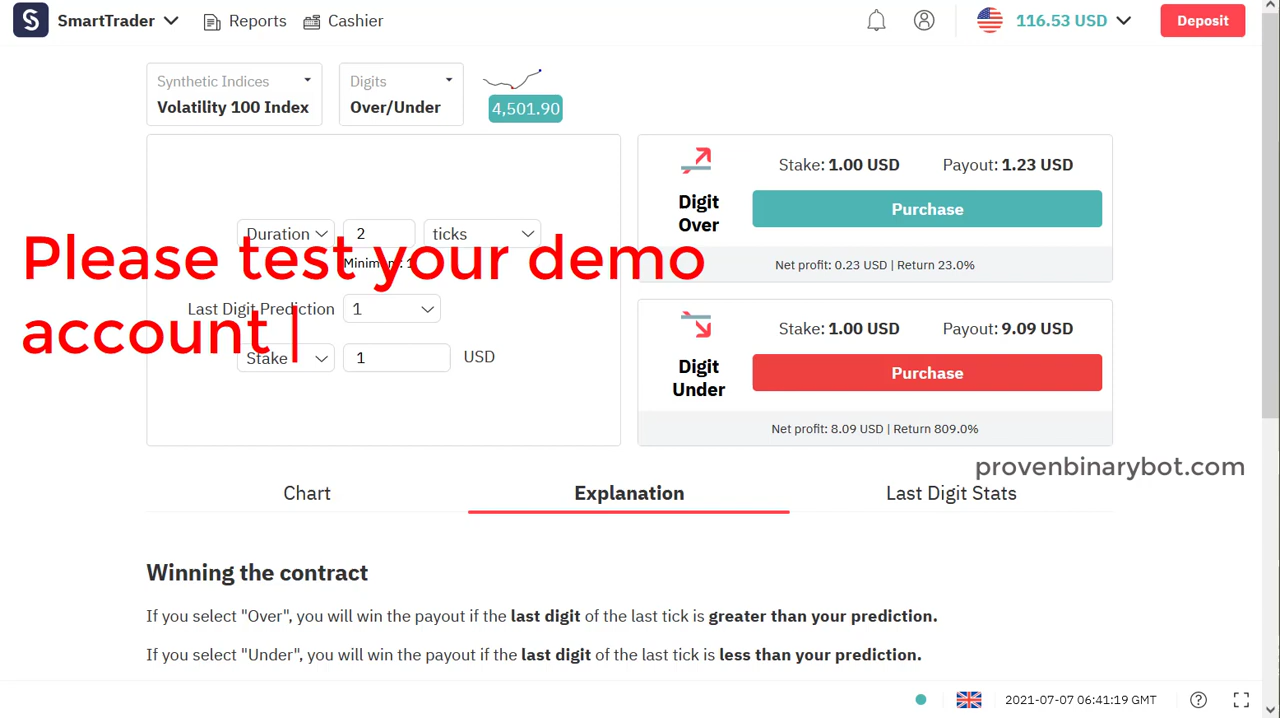 SmartTrader Reports Cashier 116.53 USD Deposit
Synthetic Indices
Volatility 100 Index
Digits
Over/Under
4,501.90
Duration 2 ticks
Minimum: 1
Last Digit Prediction 1
Stake 1 USD
Please test your demo
account |
Digit
Over
Stake: 1.00 USD Payout: 1.23 USD
Purchase
Net profit: 0.23 USD | Return 23.0%
Digit
Under
Stake: 1.00 USD Payout: 9.09 USD
Purchase
Net profit: 8.09 USD | Return 809.0%
provenbinarybot.com
Chart Explanation Last Digit Stats
Winning the contract
If you select "Over", you will win the payout if the last digit of the last tick is greater than your prediction.
If you select "Under", you will win the payout if the last digit of the last tick is less than your prediction.
2021-07-07 06:41:19 GMT